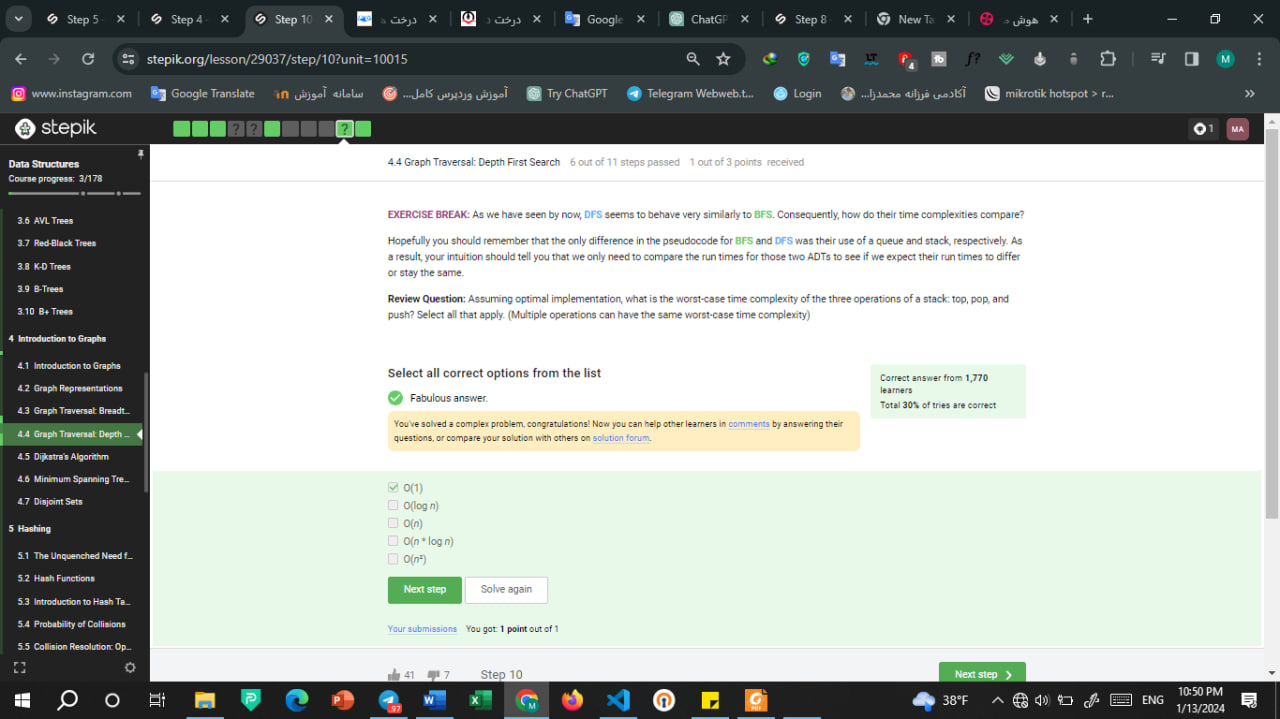 Step 5 -
Step 4 -
Step 10
درخت د
درخت د
Google
ChatGP
Step 8 -
New Ta
هوش م
stepik.org/lesson/29037/step/10?unit=10015
www.instagram.com
Google Translate
سامانه آموزش
آموزش وردپرس کامل...
Try ChatGPT
Telegram Webweb.t...
Login
آکادمی فرزانه محمدزا...
mikrotik hotspot > r...
stepik
1
MA
Data Structures
Course progress: 3/178
3.6 AVL Trees
3.7 Red-Black Trees
3.8 K-D Trees
3.9 B-Trees
3.10 B+ Trees
4 Introduction to Graphs
4.1 Introduction to Graphs
4.2 Graph Representations
4.3 Graph Traversal: Breadt...
4.4 Graph Traversal: Depth ...
4.5 Dijkstra's Algorithm
4.6 Minimum Spanning Tre...
4.7 Disjoint Sets
5 Hashing
5.1 The Unquenched Need f...
5.2 Hash Functions
5.3 Introduction to Hash Ta...
5.4 Probability of Collisions
5.5 Collision Resolution: Op...
4.4 Graph Traversal: Depth First Search 6 out of 11 steps passed 1 out of 3 points received
EXERCISE BREAK: As we have seen by now, DFS seems to behave very similarly to BFS. Consequently, how do their time complexities compare?
Hopefully you should remember that the only difference in the pseudocode for BFS and DFS was their use of a queue and stack, respectively. As
a result, your intuition should tell you that we only need to compare the run times for those two ADTs to see if we expect their run times to differ
or stay the same.
Review Question: Assuming optimal implementation, what is the worst-case time complexity of the three operations of a stack: top, pop, and
push? Select all that apply. (Multiple operations can have the same worst-case time complexity)
Select all correct options from the list
Fabulous answer.
You've solved a complex problem, congratulations! Now you can help other learners in comments by answering their
questions, or compare your solution with others on solution forum.
Correct answer from 1,770
learners
Total 30% of tries are correct
O(1)
O(log n)
O(n)
O(n * log n)
O(n²)
Next step
Solve again
Your submissions You got: 1 point out of 1
41
7
Step 10
Next step
97
38°F
ENG
10:50 PM
1/13/2024